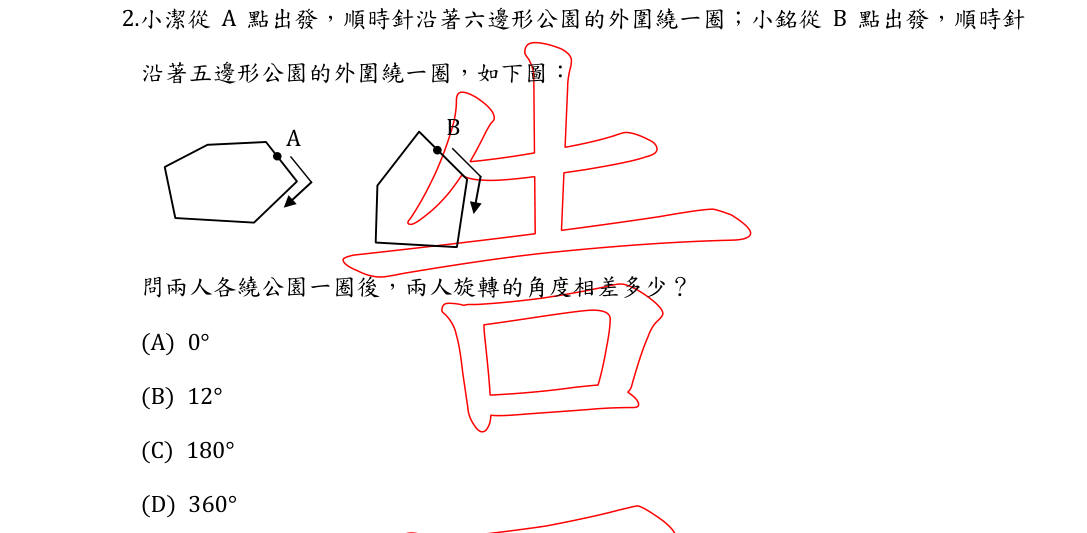 2.小潔從 A 點出發，順時針沿著六邊形公園的外圍繞一圈；小銘從 B 點出發，順時針
沿著五邊形公園的外圍繞一圈，如下圖：
A
B
問兩人各繞公園一圈後，兩人旋轉的角度相差多少？
(A) 0°
(B) 12°
(C) 180°
(D) 360°
告